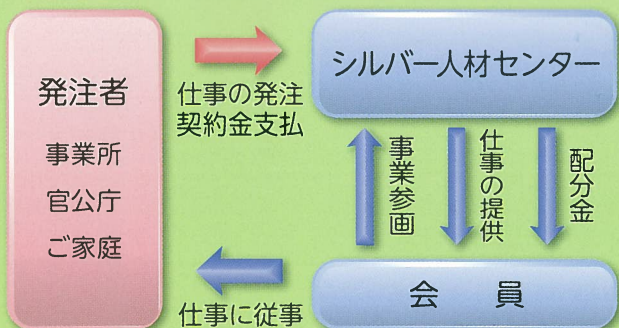 発注者
事業所
官公庁
ご家庭
仕事の発注
契約金支払
シルバー人材センター
事業参画
仕事の提供
配分金
会　員
仕事に従事